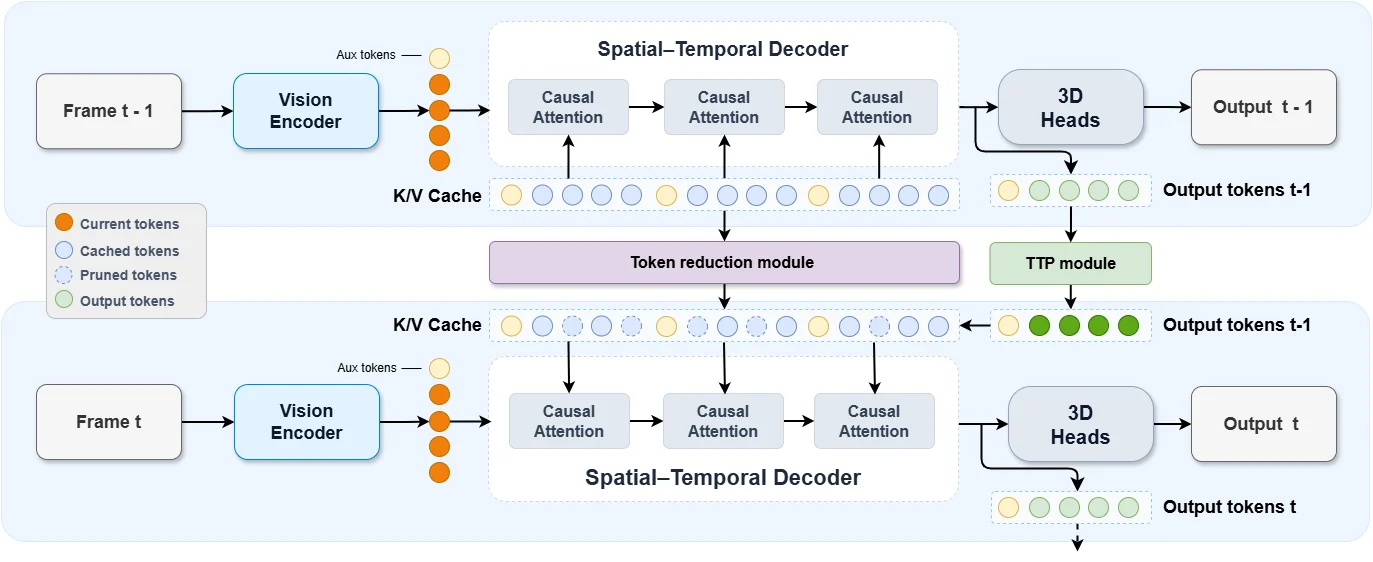 Aux tokens
Spatial–Temporal Decoder
Frame t - 1
Vision
Encoder
Causal
Attention
Causal
Attention
Causal
Attention
3D
Heads
Output t - 1
K/V Cache
Output tokens t-1
Current tokens
Cached tokens
Pruned tokens
Output tokens
Token reduction module
TTP module
K/V Cache
Output tokens t-1
Aux tokens
Frame t
Vision
Encoder
Causal
Attention
Causal
Attention
Causal
Attention
Spatial–Temporal Decoder
3D
Heads
Output t
Output tokens t